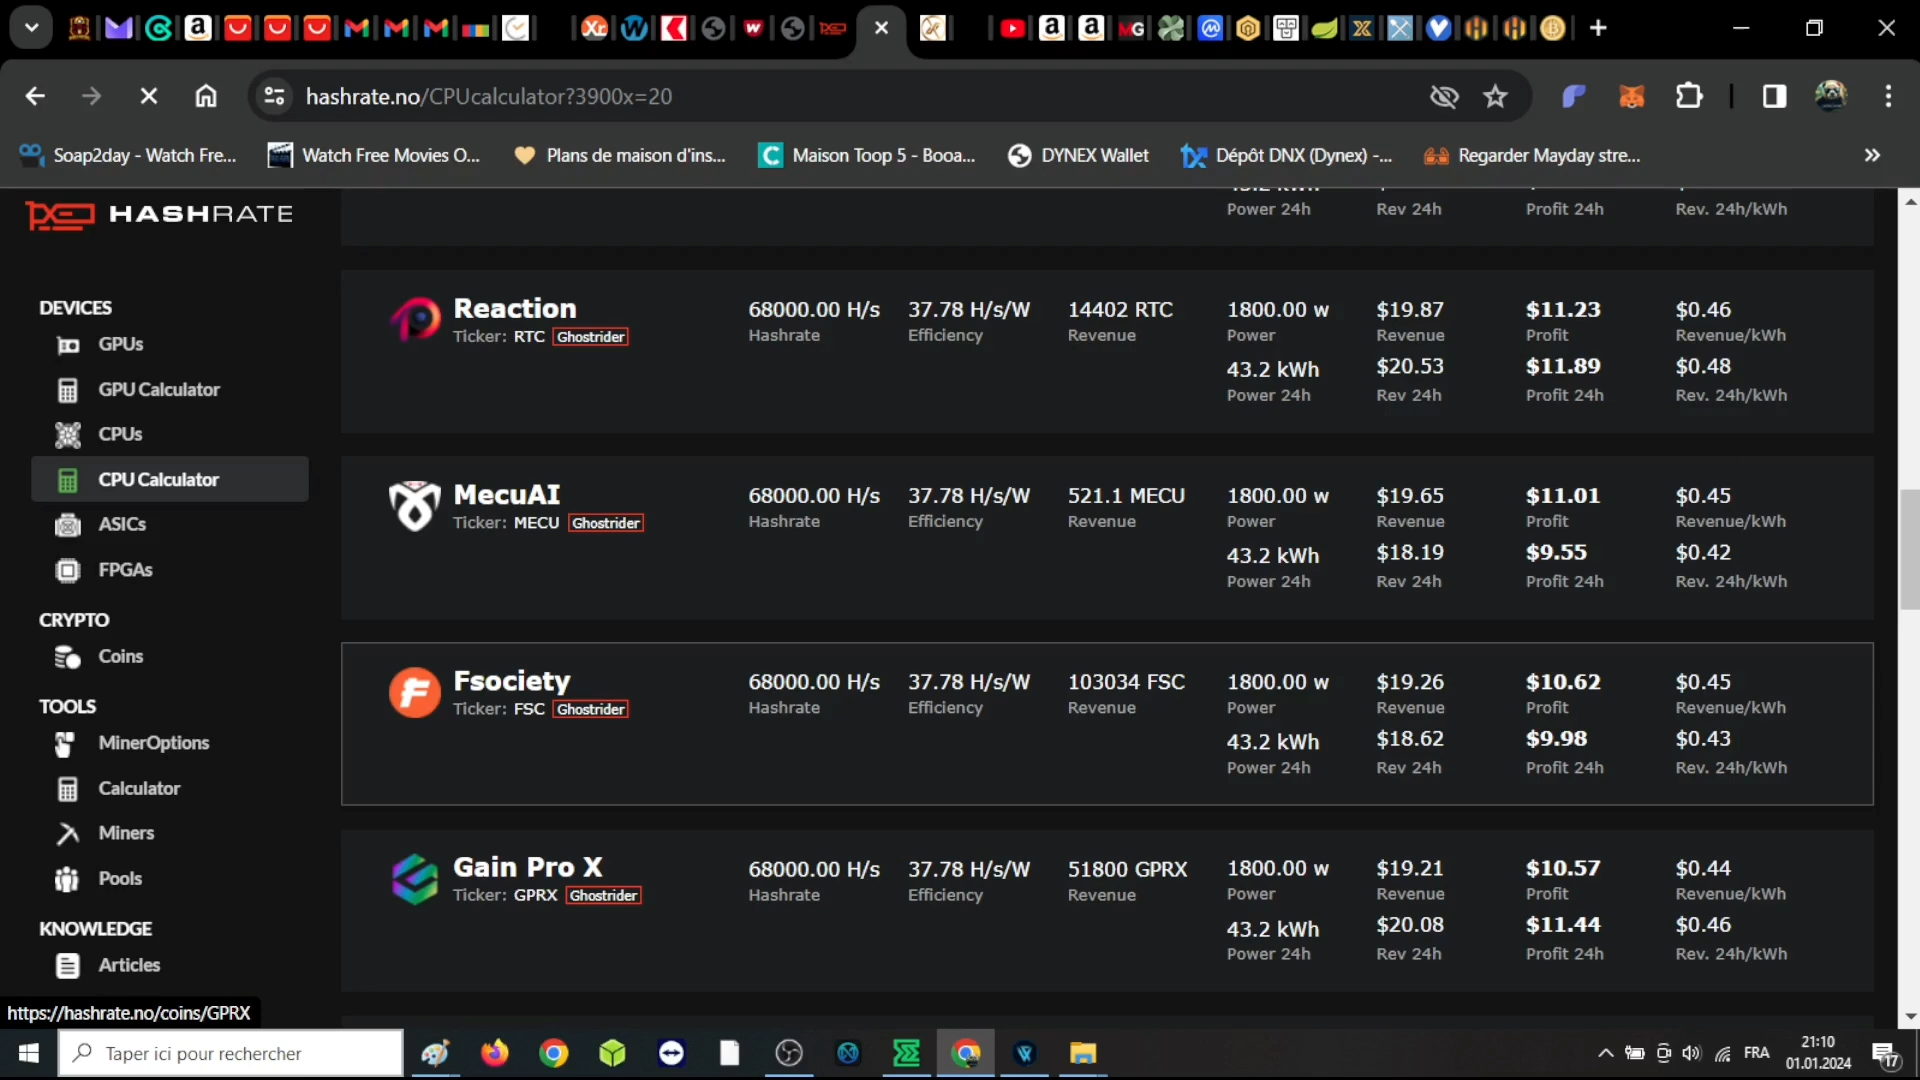 hashrate.no/CPUcalculator?3900x=20
Soap2day - Watch Fre...
Watch Free Movies O...
Plans de maison d'ins...
Maison Toop 5 - Booa...
DYNEX Wallet
Dépôt DNX (Dynex) -...
Regarder Mayday stre...
HASHRATE
Power 24h Rev 24h Profit 24h Rev. 24h/kWh
DEVICES
GPUs
GPU Calculator
CPUs
CPU Calculator
ASICs
FPGAs
CRYPTO
Coins
TOOLS
MinerOptions
Calculator
Miners
Pools
KNOWLEDGE
Articles
Reaction 68000.00 H/s 37.78 H/s/W 14402 RTC 1800.00 w $19.87 $11.23 $0.46
Ticker: RTC Ghostrider Hashrate Efficiency Revenue Power Revenue Profit Revenue/kWh
43.2 kWh $20.53 $11.89 $0.48
Power 24h Rev 24h Profit 24h Rev. 24h/kWh
MecuAI 68000.00 H/s 37.78 H/s/W 521.1 MECU 1800.00 w $19.65 $11.01 $0.45
Ticker: MECU Ghostrider Hashrate Efficiency Revenue Power Revenue Profit Revenue/kWh
43.2 kWh $18.19 $9.55 $0.42
Power 24h Rev 24h Profit 24h Rev. 24h/kWh
Fsociety 68000.00 H/s 37.78 H/s/W 103034 FSC 1800.00 w $19.26 $10.62 $0.45
Ticker: FSC Ghostrider Hashrate Efficiency Revenue Power Revenue Profit Revenue/kWh
43.2 kWh $18.62 $9.98 $0.43
Power 24h Rev 24h Profit 24h Rev. 24h/kWh
Gain Pro X 68000.00 H/s 37.78 H/s/W 51800 GPRX 1800.00 w $19.21 $10.57 $0.44
Ticker: GPRX Ghostrider Hashrate Efficiency Revenue Power Revenue Profit Revenue/kWh
43.2 kWh $20.08 $11.44 $0.46
Power 24h Rev 24h Profit 24h Rev. 24h/kWh
https://hashrate.no/coins/GPRX
Taper ici pour rechercher
FRA
21:10
01.01.2024
17